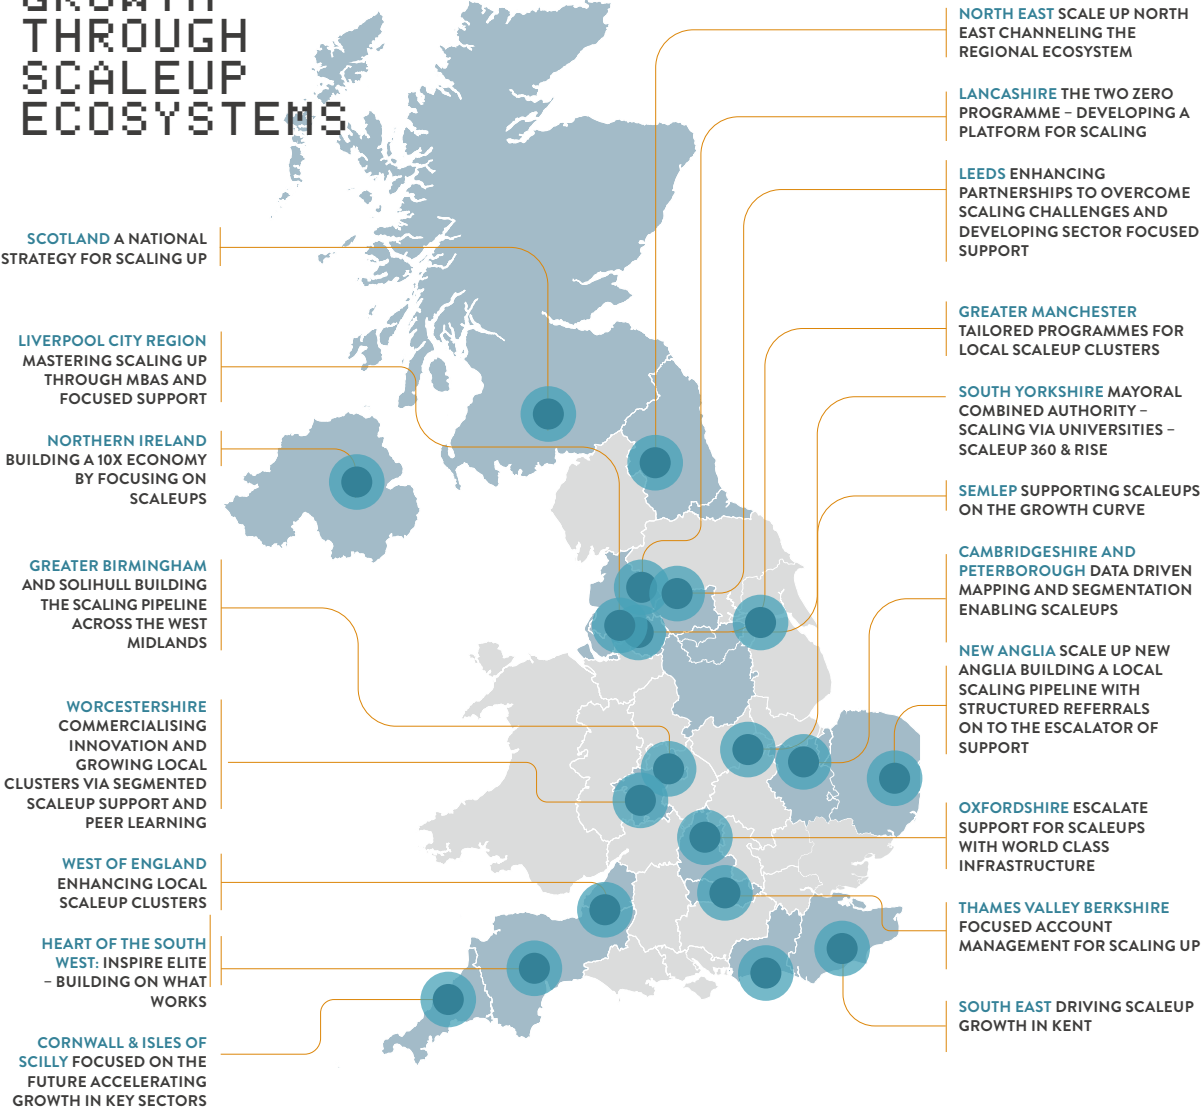 GROWTH
THROUGH
SCALEUP
ECOSYSTEMS
SCOTLAND A NATIONAL
STRATEGY FOR SCALING UP
LIVERPOOL CITY REGION
MASTERING SCALING UP
THROUGH MBAS AND
FOCUSED SUPPORT
NORTHERN IRELAND
BUILDING A 10X ECONOMY
BY FOCUSING ON
SCALEUPS
GREATER BIRMINGHAM
AND SOLIHULL BUILDING
THE SCALING PIPELINE
ACROSS THE WEST
MIDLANDS
WORCESTERSHIRE
COMMERCIALISING
INNOVATION AND
GROWING LOCAL
CLUSTERS VIA SEGMENTED
SCALEUP SUPPORT AND
PEER LEARNING
WEST OF ENGLAND
ENHANCING LOCAL
SCALEUP CLUSTERS
HEART OF THE SOUTH
WEST: INSPIRE ELITE
– BUILDING ON WHAT
WORKS
CORNWALL & ISLES OF
SCILLY FOCUSED ON THE
FUTURE ACCELERATING
GROWTH IN KEY SECTORS
NORTH EAST SCALE UP NORTH
EAST CHANNELING THE
REGIONAL ECOSYSTEM
LANCASHIRE THE TWO ZERO
PROGRAMME – DEVELOPING A
PLATFORM FOR SCALING
LEEDS ENHANCING
PARTNERSHIPS TO OVERCOME
SCALING CHALLENGES AND
DEVELOPING SECTOR FOCUSED
SUPPORT
GREATER MANCHESTER
TAILORED PROGRAMMES FOR
LOCAL SCALEUP CLUSTERS
SOUTH YORKSHIRE MAYORAL
COMBINED AUTHORITY –
SCALING VIA UNIVERSITIES –
SCALEUP 360 & RISE
SEMLEP SUPPORTING SCALEUPS
ON THE GROWTH CURVE
CAMBRIDGESHIRE AND
PETERBOROUGH DATA DRIVEN
MAPPING AND SEGMENTATION
ENABLING SCALEUPS
NEW ANGLIA SCALE UP NEW
ANGLIA BUILDING A LOCAL
SCALING PIPELINE WITH
STRUCTURED REFERRALS
ON TO THE ESCALATOR OF
SUPPORT
OXFORDSHIRE ESCALATE
SUPPORT FOR SCALEUPS
WITH WORLD CLASS
INFRASTRUCTURE
THAMES VALLEY BERKSHIRE
FOCUSED ACCOUNT
MANAGEMENT FOR SCALING UP
SOUTH EAST DRIVING SCALEUP
GROWTH IN KENT